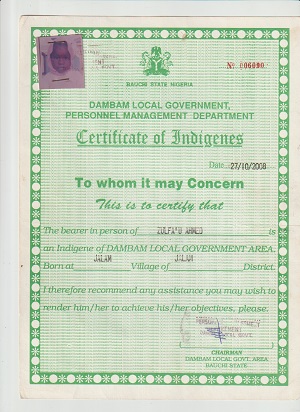 BAUCHI STATE NIGERIA
No. 006090
DAMBAM LOCAL GOVERNMENT,
PERSONNEL MANAGEMENT DEPARTMENT
Certificate of Indigenes
Date 27/10/2008
To whom it may Concern
This is to certify that
The bearer in person of ZULFA'U AHMED is
an Indigene of DAMBAM LOCAL GOVERNMENT AREA.
Born at JALAM Village of JALAM District.
I therefore recommend any assistance you may wish to
render him/her to achieve his/her objectives, please.
CHAIRMAN
DAMBAM LOCAL GOVT. AREA
BAUCHI STATE